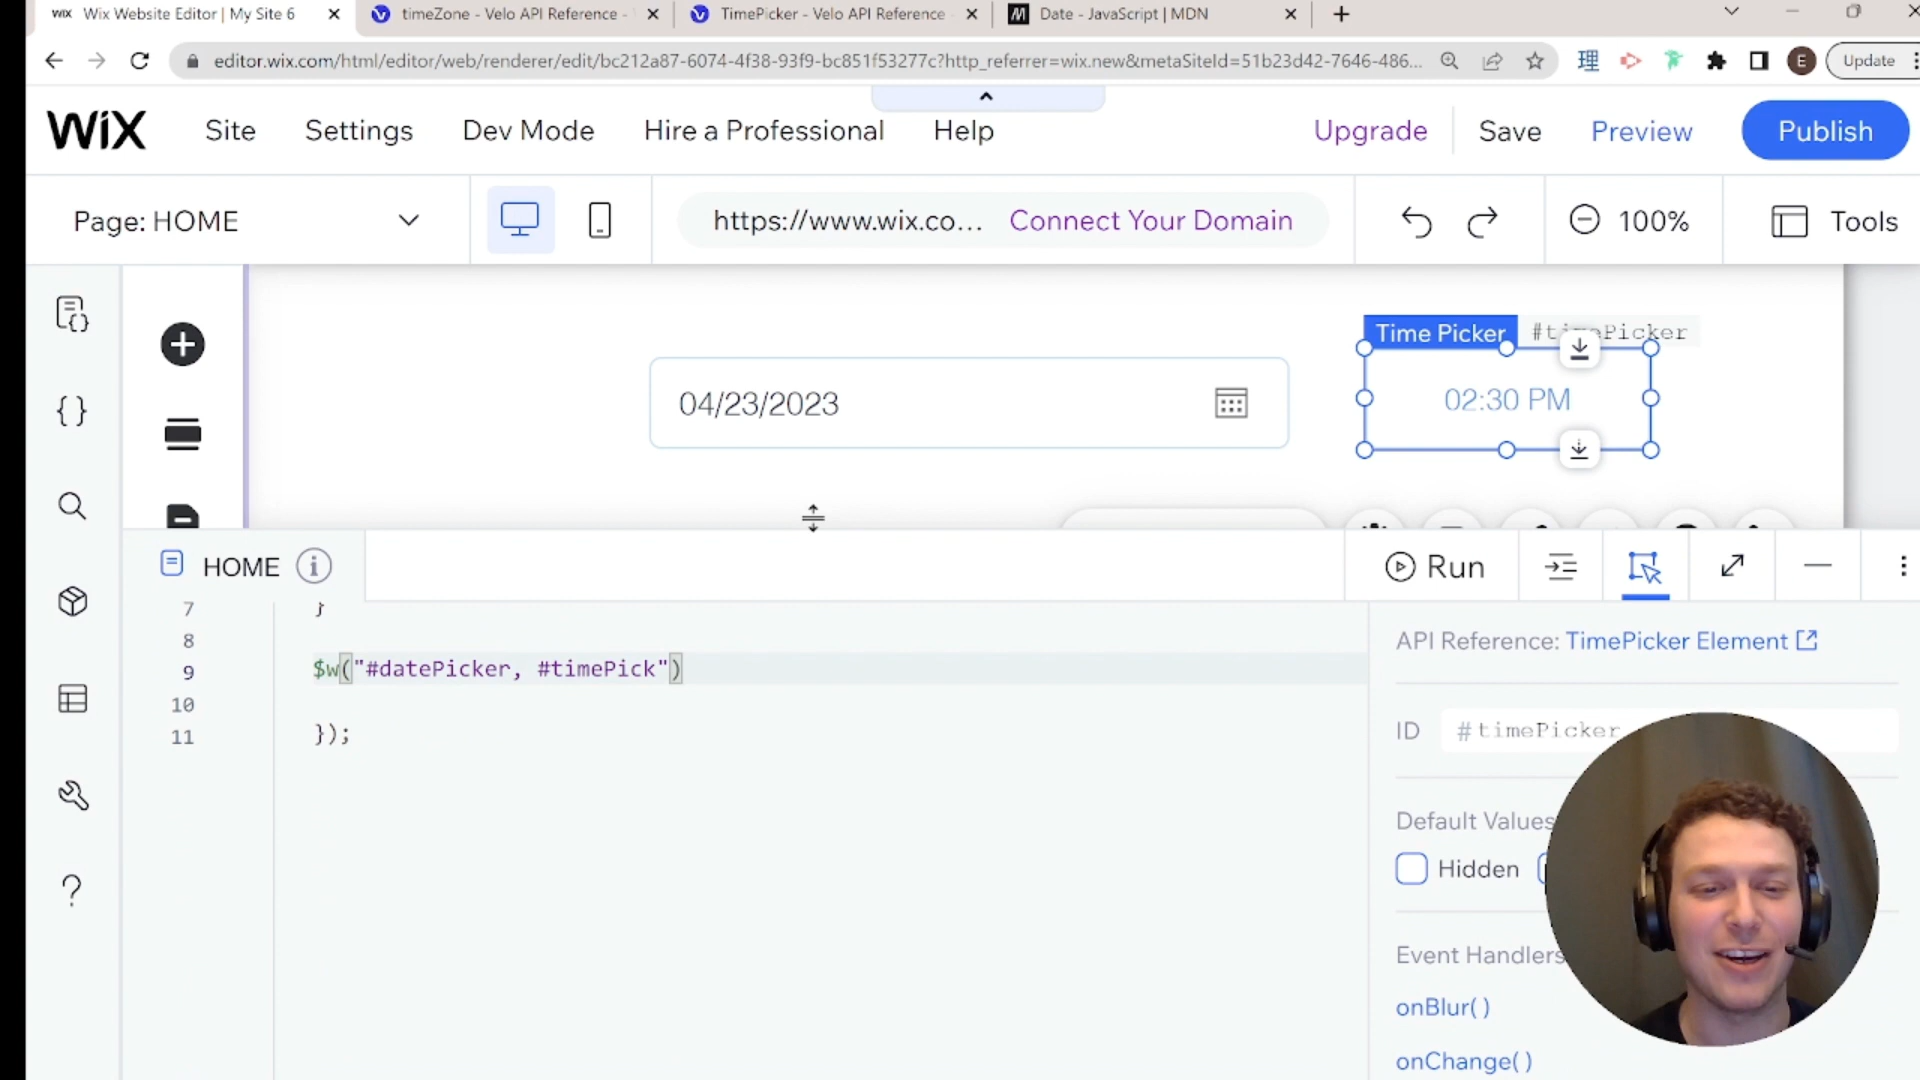 WIX Wix Website Editor | My Site 6
timeZone - Velo API Reference -
TimePicker - Velo API Reference
Date - JavaScript | MDN
editor.wix.com/html/editor/web/renderer/edit/bc212a87-6074-4f38-93f9-bc851f53277c?http_referrer=wix.new&metaSiteId=51b23d42-7646-486...
理
E
Update
WiX
Site
Settings
Dev Mode
Hire a Professional
Help
Upgrade
Save
Preview
Publish
Page: HOME
https://www.wix.co...
Connect Your Domain
100%
Tools
Time Picker
#timePicker
04/23/2023
02:30 PM
HOME
Run
7 }
8
9 $w("#datePicker, #timePick")
10
11 });
API Reference: TimePicker Element
ID # timePicker
Default Values
Hidden
Event Handlers
onBlur()
onChange()